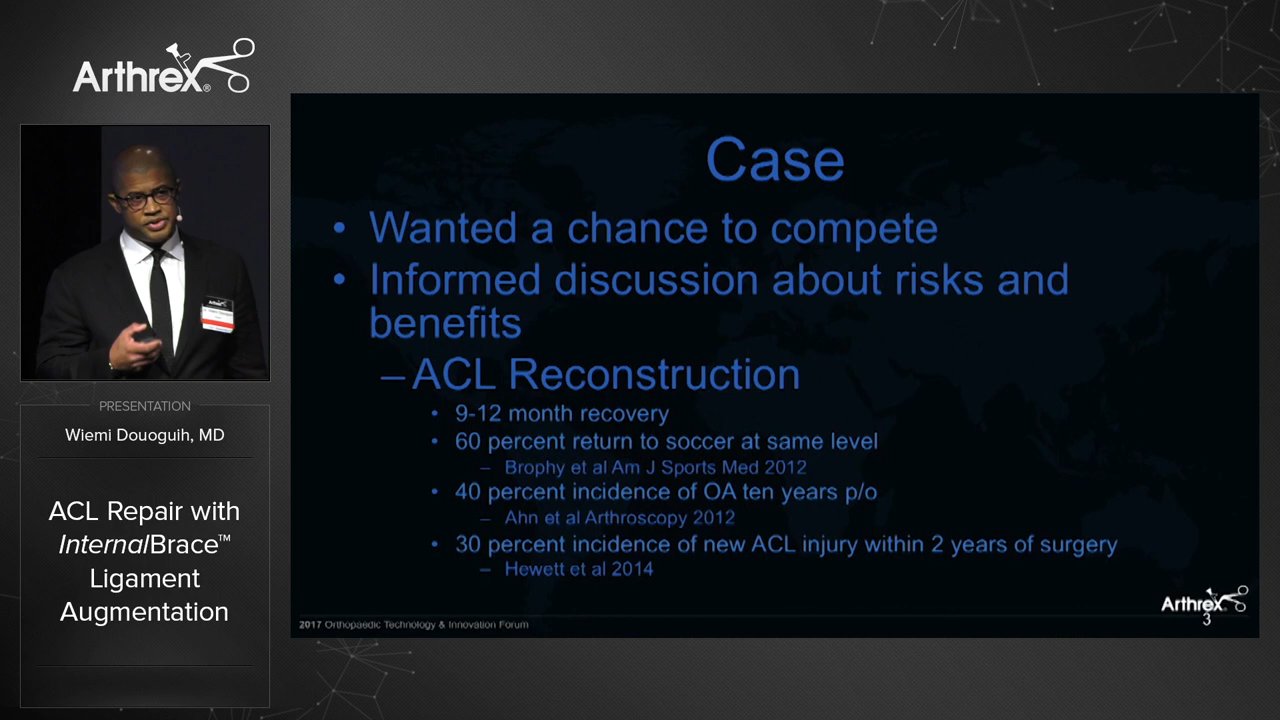 Arthrex®
PRESENTATION
Wiemi Douoguih, MD
ACL Repair with
InternalBrace™
Ligament
Augmentation
Case
• Wanted a chance to compete
• Informed discussion about risks and
benefits
– ACL Reconstruction
• 9-12 month recovery
• 60 percent return to soccer at same level
– Brophy et al Am J Sports Med 2012
• 40 percent incidence of OA ten years p/o
– Ahn et al Arthroscopy 2012
• 30 percent incidence of new ACL injury within 2 years of surgery
– Hewett et al 2014
Arthrex
3
2017 Orthopaedic Technology & Innovation Forum